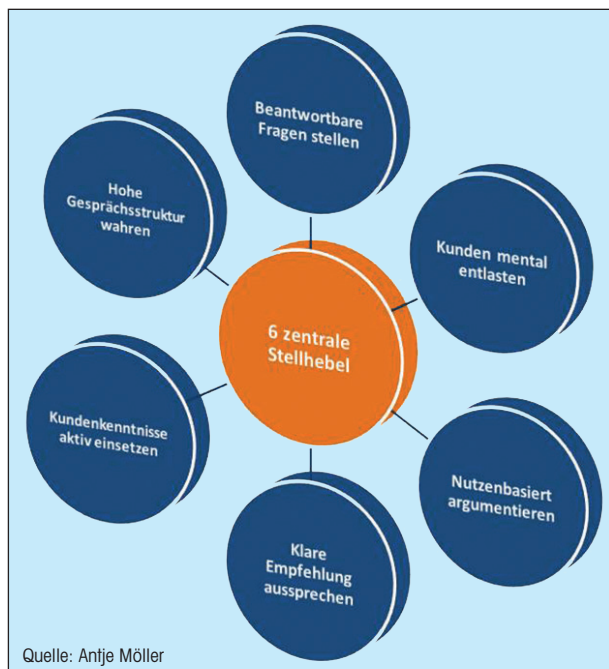 Beantwortbare
Fragen stellen
Hohe
Gesprächsstruktur
wahren
Kunden mental
entlasten
6 zentrale
Stellhebel
Kundenkenntnisse
aktiv einsetzen
Nutzenbasiert
argumentieren
Klare
Empfehlung
aussprechen
Quelle: Antje Möller